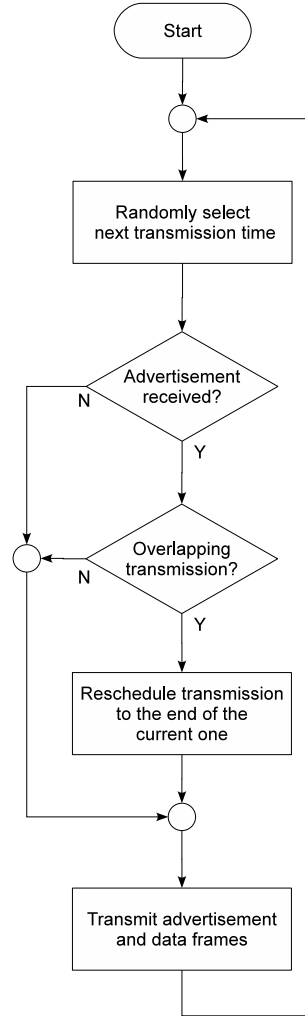 Start
Randomly select
next transmission time
Advertisement
received?
N
Y
Overlapping
transmission?
N
Y
Reschedule transmission
to the end of the
current one
Transmit advertisement
and data frames